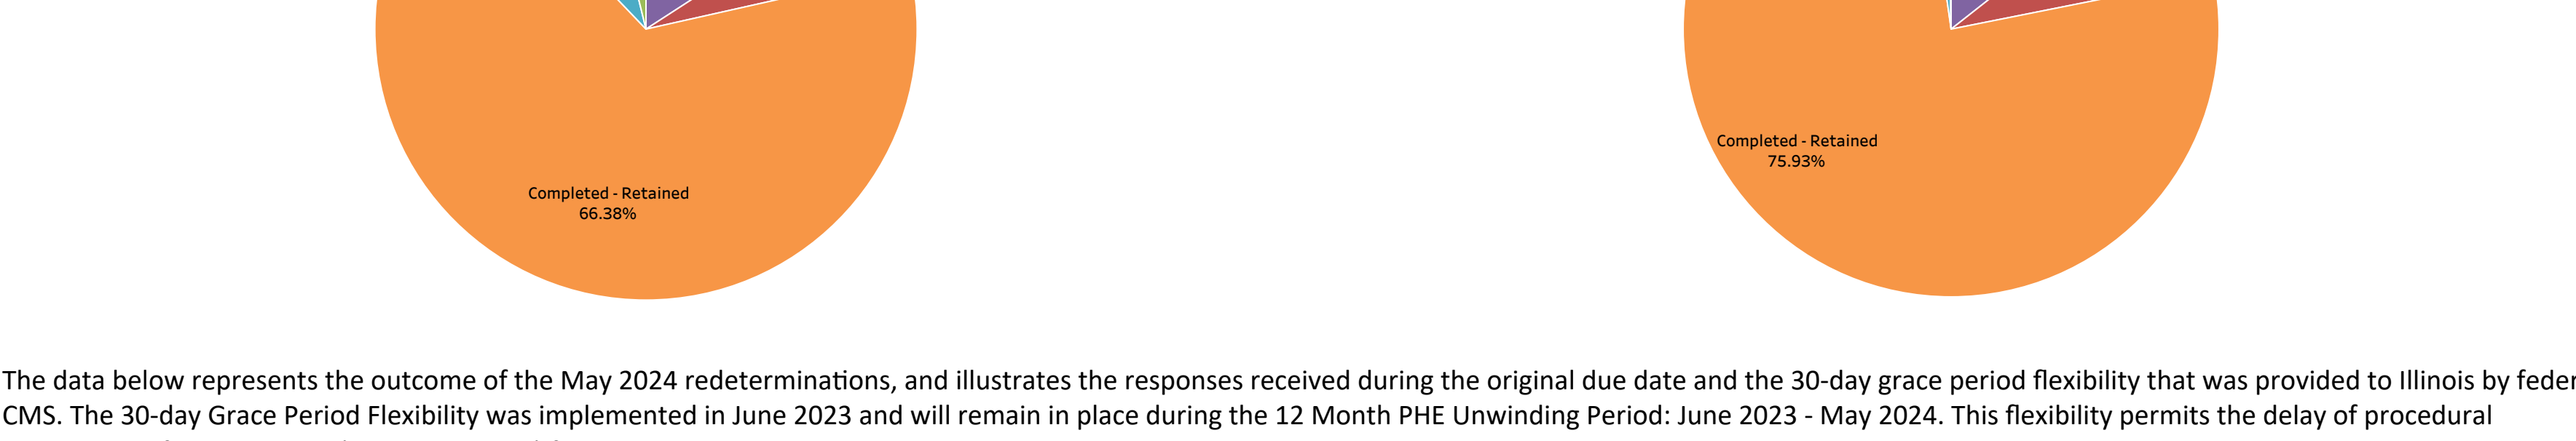 Completed - Retained
75.93%
Completed - Retained
66.38%
The data below represents the outcome of the May 2024 redeterminations, and illustrates the responses received during the original due date and the 30-day grace period flexibility that was provided to Illinois by feder
CMS. The 30-day Grace Period Flexibility was implemented in June 2023 and will remain in place during the 12 Month PHE Unwinding Period: June 2023 - May 2024. This flexibility permits the delay of procedural